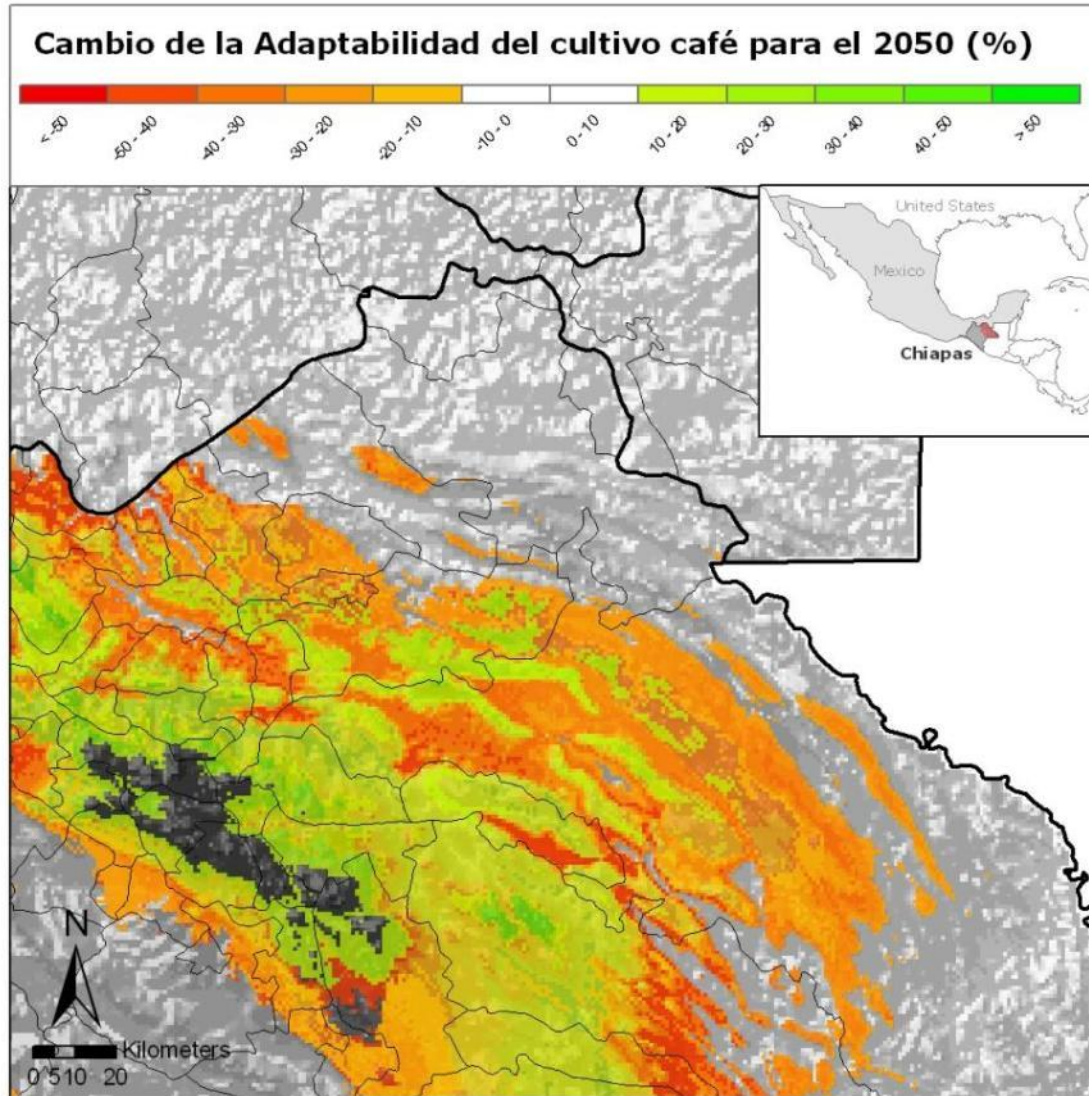 Cambio de la Adaptabilidad del cultivo café para el 2050 (%)
< -50
-50 - -40
-40 - -30
-30 - -20
-20 - -10
-10 - 0
0 - 10
10 - 20
20 - 30
30 - 40
40 - 50
> 50
United States
Mexico
Chiapas
N
Kilometers
0 5 10 20